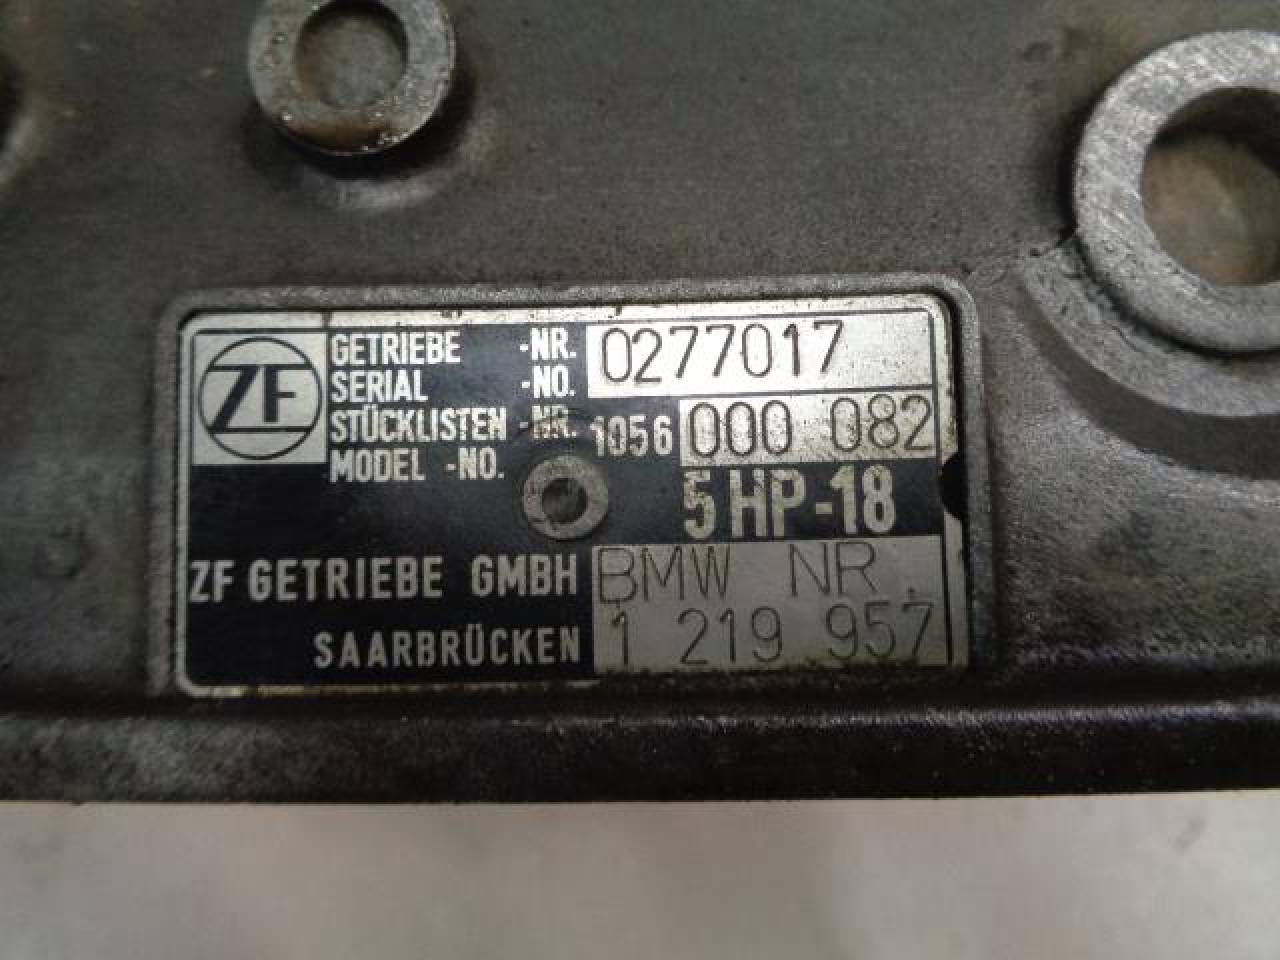 ZF
GETRIEBE -NR. 0277017
SERIAL -NO.
STÜCKLISTEN -NR. 1056 000 082
MODEL -NO.
5 HP-18
ZF GETRIEBE GMBH BMW NR.
SAARBRÜCKEN 1 219 957